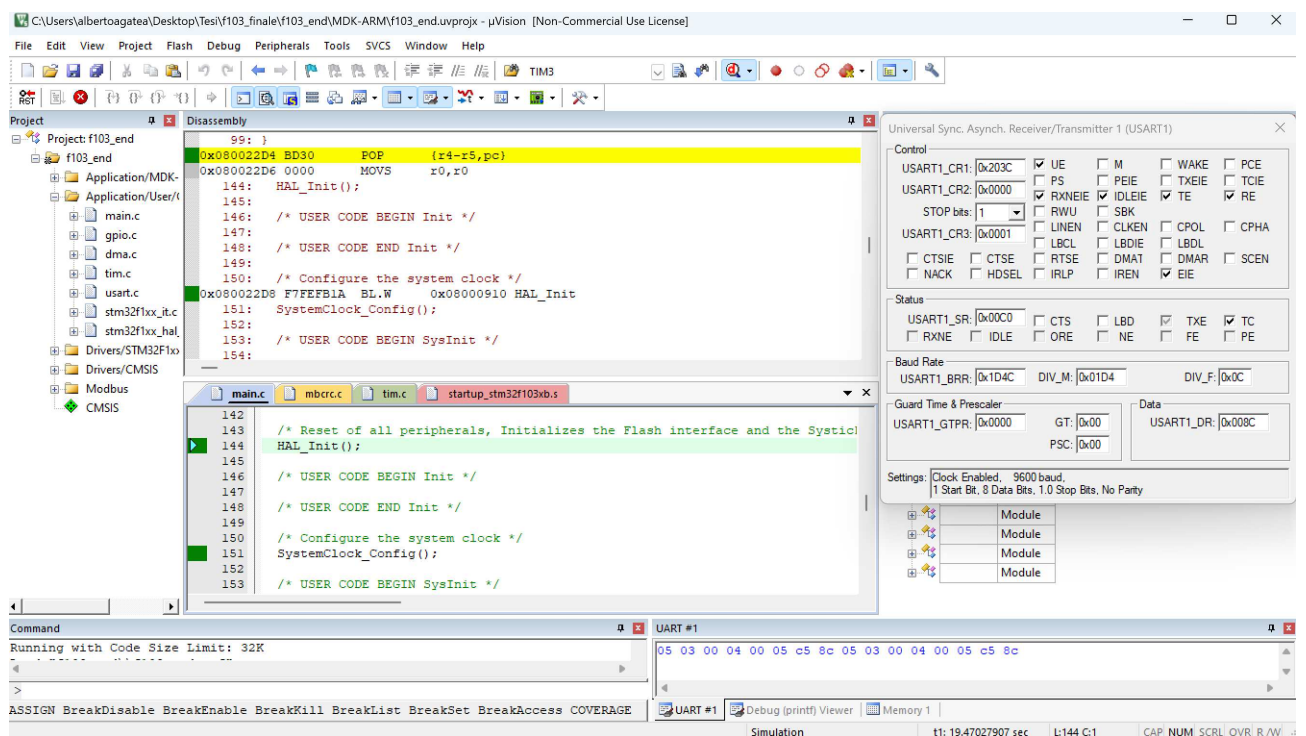 C:\Users\albertoagatea\Desktop\Tesi\f103_finale\f103_end\MDK-ARM\f103_end.uvprojx - µVision [Non-Commercial Use License]
File Edit View Project Flash Debug Peripherals Tools SVCS Window Help
TIM3
RST
Project
Project: f103_end
f103_end
Application/MDK-
Application/User/
main.c
gpio.c
dma.c
tim.c
usart.c
stm32f1xx_it.c
stm32f1xx_hal_
Drivers/STM32F1x
Drivers/CMSIS
Modbus
CMSIS
Disassembly
99: }
0x080022D4 BD30 POP {r4-r5,pc}
0x080022D6 0000 MOVS r0,r0
144: HAL_Init();
145:
146: /* USER CODE BEGIN Init */
147:
148: /* USER CODE END Init */
149:
150: /* Configure the system clock */
0x080022D8 F7FEFB1A BL.W 0x08000910 HAL_Init
151: SystemClock_Config();
152:
153: /* USER CODE BEGIN SysInit */
154:
main.c mbcrc.c tim.c startup_stm32f103xb.s
142
143 /* Reset of all peripherals, Initializes the Flash interface and the Systic
144 HAL_Init();
145
146 /* USER CODE BEGIN Init */
147
148 /* USER CODE END Init */
149
150 /* Configure the system clock */
151 SystemClock_Config();
152
153 /* USER CODE BEGIN SysInit */
Universal Sync. Asynch. Receiver/Transmitter 1 (USART1)
Control
USART1_CR1: 0x203C UE M WAKE PCE
PS PEIE TXEIE TCIE
USART1_CR2: 0x0000 RXNEIE IDLEIE TE RE
STOP bits: 1 RWU SBK
LINEN CLKEN CPOL CPHA
USART1_CR3: 0x0001 LBCL LBDIE LBDL
CTSIE CTSE RTSE DMAT DMAR SCEN
NACK HDSEL IRLP IREN EIE
Status
USART1_SR: 0x00C0 CTS LBD TXE TC
RXNE IDLE ORE NE FE PE
Baud Rate
USART1_BRR: 0x1D4C DIV_M: 0x01D4 DIV_F: 0x0C
Guard Time & Prescaler
USART1_GTPR: 0x0000 GT: 0x00
PSC: 0x00
Data
USART1_DR: 0x008C
Settings: Clock Enabled, 9600 baud,
1 Start Bit, 8 Data Bits, 1.0 Stop Bits, No Parity
Module
Module
Module
Module
Command
Running with Code Size Limit: 32K
>
ASSIGN BreakDisable BreakEnable BreakKill BreakList BreakSet BreakAccess COVERAGE
UART #1
05 03 00 04 00 05 c5 8c 05 03 00 04 00 05 c5 8c
UART #1 Debug (printf) Viewer Memory 1
Simulation t1: 19.47027907 sec L:144 C:1 CAP NUM SCRL OVR R/W